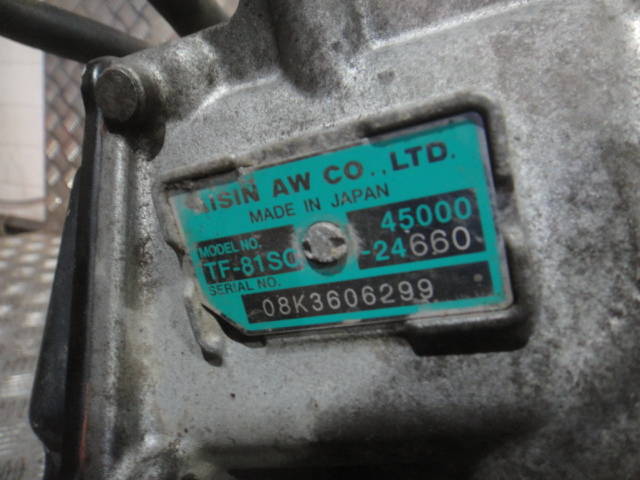 AISIN AW CO.,LTD.
MADE IN JAPAN
MODEL NO. 45000
TF-81SC -24660
SERIAL NO.
08K3606299